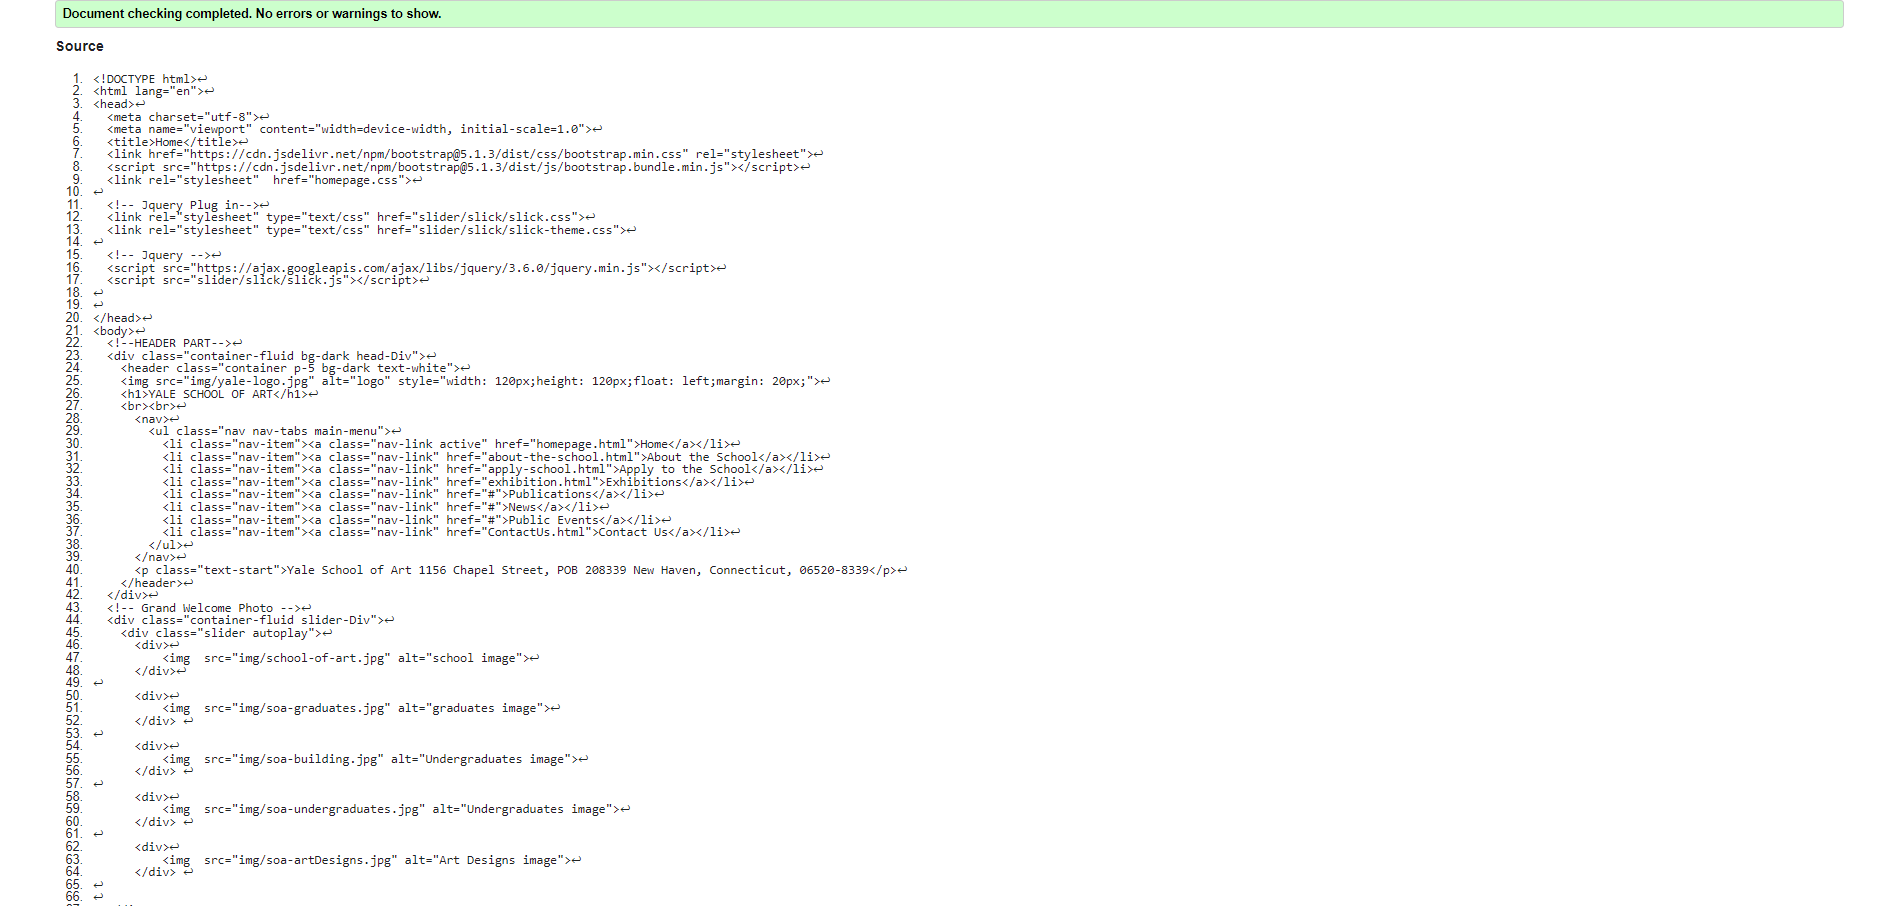 Document checking completed. No errors or warnings to show.
Source
1. <!DOCTYPE html>↩
2. <html lang="en">↩
3. <head>↩
4.   <meta charset="utf-8">↩
5.   <meta name="viewport" content="width=device-width, initial-scale=1.0">↩
6.   <title>Home</title>↩
7.   <link href="https://cdn.jsdelivr.net/npm/bootstrap@5.1.3/dist/css/bootstrap.min.css" rel="stylesheet">↩
8.   <script src="https://cdn.jsdelivr.net/npm/bootstrap@5.1.3/dist/js/bootstrap.bundle.min.js"></script>↩
9.   <link rel="stylesheet"  href="homepage.css">↩
10. ↩
11.   <!-- Jquery Plug in-->↩
12.   <link rel="stylesheet" type="text/css" href="slider/slick/slick.css">↩
13.   <link rel="stylesheet" type="text/css" href="slider/slick/slick-theme.css">↩
14. ↩
15.   <!-- Jquery -->↩
16.   <script src="https://ajax.googleapis.com/ajax/libs/jquery/3.6.0/jquery.min.js"></script>↩
17.   <script src="slider/slick/slick.js"></script>↩
18. ↩
19. ↩
20. </head>↩
21. <body>↩
22.   <!--HEADER PART-->↩
23.   <div class="container-fluid bg-dark head-Div">↩
24.     <header class="container p-5 bg-dark text-white">↩
25.     <img src="img/yale-logo.jpg" alt="logo" style="width: 120px;height: 120px;float: left;margin: 20px;">↩
26.     <h1>YALE SCHOOL OF ART</h1>↩
27.     <br><br>↩
28.       <nav>↩
29.         <ul class="nav nav-tabs main-menu">↩
30.           <li class="nav-item"><a class="nav-link active" href="homepage.html">Home</a></li>↩
31.           <li class="nav-item"><a class="nav-link" href="about-the-school.html">About the School</a></li>↩
32.           <li class="nav-item"><a class="nav-link" href="apply-school.html">Apply to the School</a></li>↩
33.           <li class="nav-item"><a class="nav-link" href="exhibition.html">Exhibitions</a></li>↩
34.           <li class="nav-item"><a class="nav-link" href="#">Publications</a></li>↩
35.           <li class="nav-item"><a class="nav-link" href="#">News</a></li>↩
36.           <li class="nav-item"><a class="nav-link" href="#">Public Events</a></li>↩
37.           <li class="nav-item"><a class="nav-link" href="ContactUs.html">Contact Us</a></li>↩
38.         </ul>↩
39.       </nav>↩
40.       <p class="text-start">Yale School of Art 1156 Chapel Street, POB 208339 New Haven, Connecticut, 06520-8339</p>↩
41.     </header>↩
42.   </div>↩
43.   <!-- Grand Welcome Photo -->↩
44.   <div class="container-fluid slider-Div">↩
45.     <div class="slider autoplay">↩
46.       <div>↩
47.           <img  src="img/school-of-art.jpg" alt="school image">↩
48.       </div>↩
49. ↩
50.       <div>↩
51.           <img  src="img/soa-graduates.jpg" alt="graduates image">↩
52.       </div> ↩
53. ↩
54.       <div>↩
55.           <img  src="img/soa-building.jpg" alt="Undergraduates image">↩
56.       </div> ↩
57. ↩
58.       <div>↩
59.           <img  src="img/soa-undergraduates.jpg" alt="Undergraduates image">↩
60.       </div> ↩
61. ↩
62.       <div>↩
63.           <img  src="img/soa-artDesigns.jpg" alt="Art Designs image">↩
64.       </div> ↩
65. ↩
66. ↩